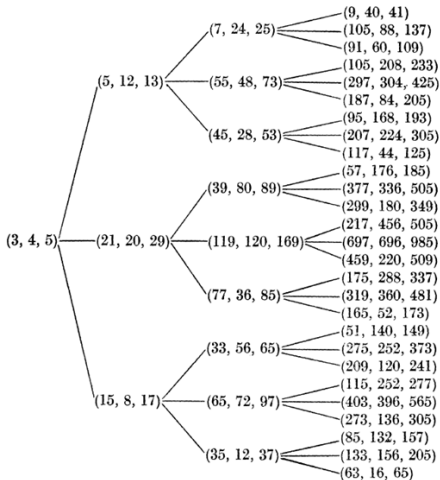 (9, 40, 41)
(7, 24, 25) (105, 88, 137)
(91, 60, 109)
(105, 208, 233)
(5, 12, 13) (55, 48, 73) (297, 304, 425)
(187, 84, 205)
(95, 168, 193)
(45, 28, 53) (207, 224, 305)
(117, 44, 125)
(57, 176, 185)
(39, 80, 89) (377, 336, 505)
(299, 180, 349)
(217, 456, 505)
(3, 4, 5) (21, 20, 29) (119, 120, 169) (697, 696, 985)
(459, 220, 509)
(175, 288, 337)
(77, 36, 85) (319, 360, 481)
(165, 52, 173)
(51, 140, 149)
(33, 56, 65) (275, 252, 373)
(209, 120, 241)
(115, 252, 277)
(15, 8, 17) (65, 72, 97) (403, 396, 565)
(273, 136, 305)
(85, 132, 157)
(35, 12, 37) (133, 156, 205)
(63, 16, 65)